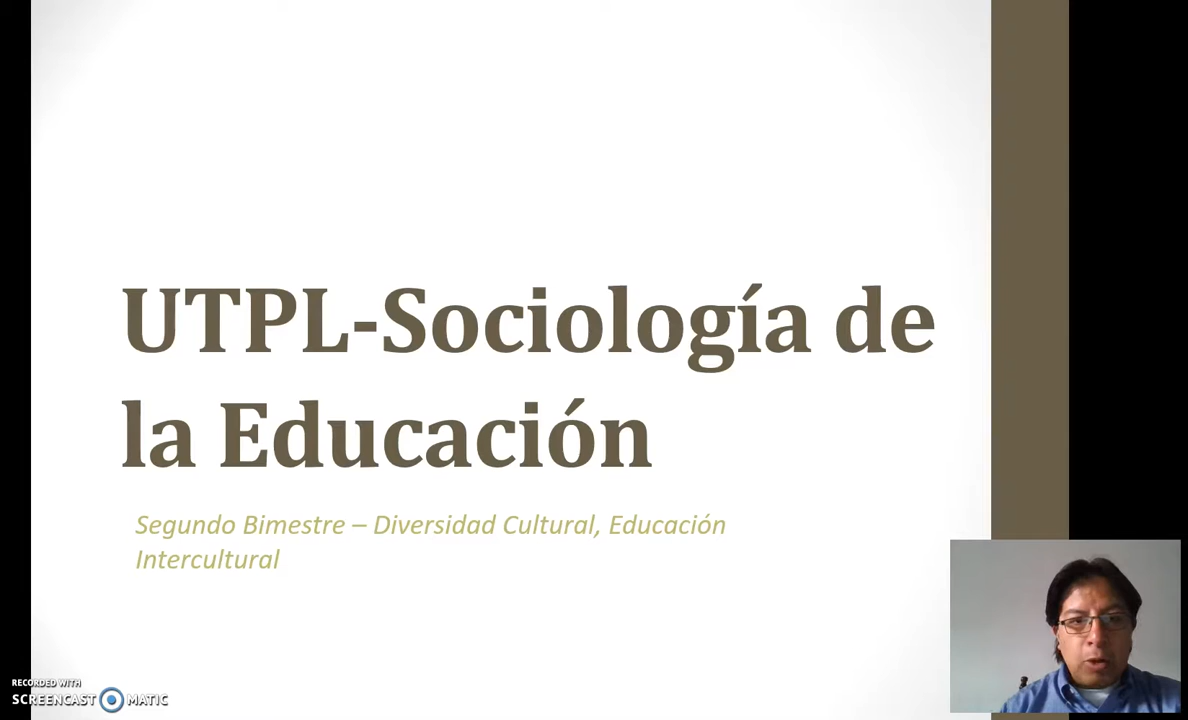 UTPL-Sociología de
la Educación
Segundo Bimestre – Diversidad Cultural, Educación
Intercultural
RECORDED WITH
SCREENCAST MATIC